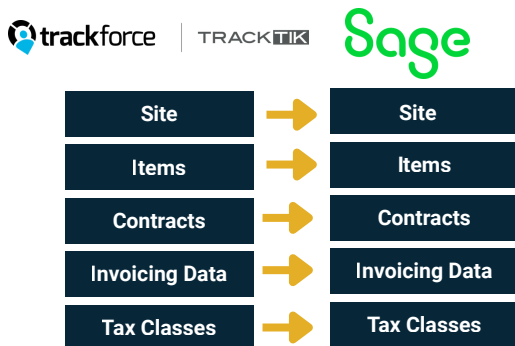 trackforce | TRACKTIK Sage
Site Site
Items Items
Contracts Contracts
Invoicing Data Invoicing Data
Tax Classes Tax Classes